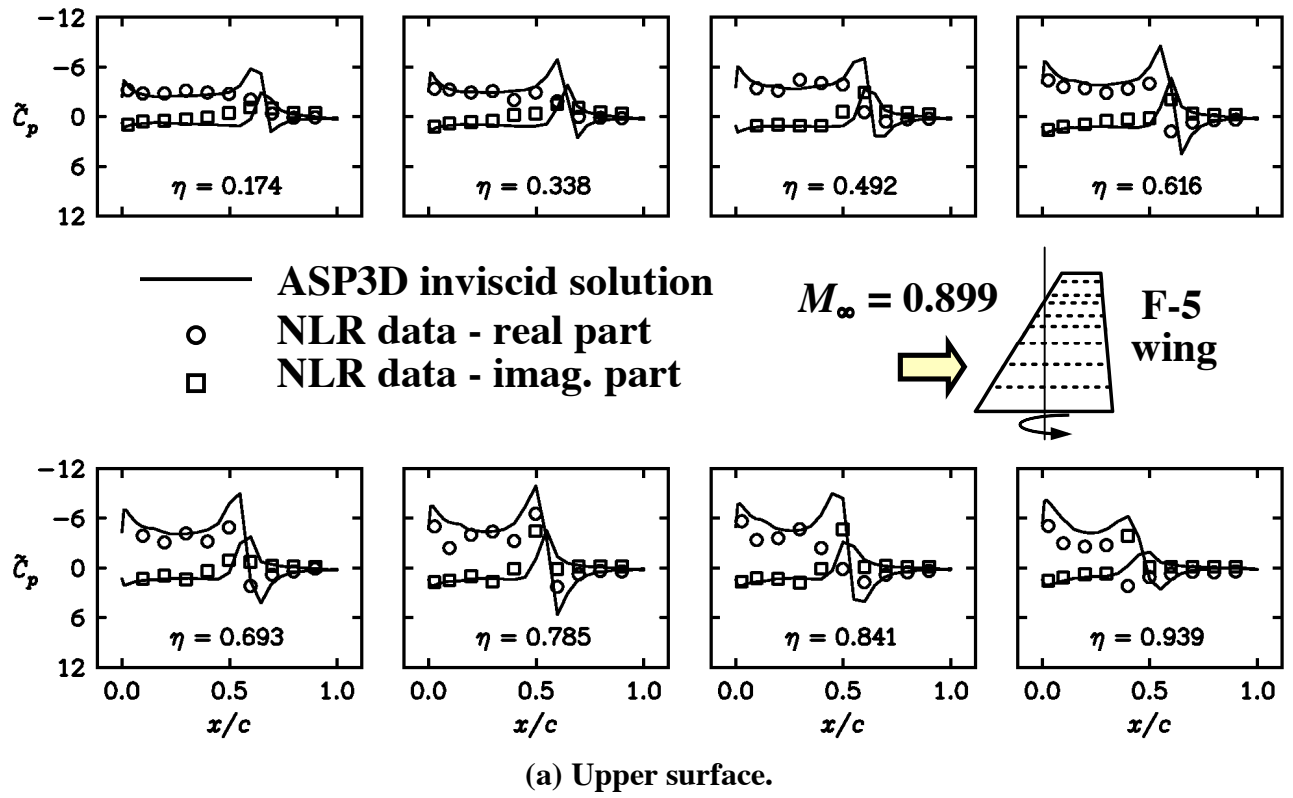 −12
−6
0
6
12
C̃p
η = 0.174
η = 0.338
η = 0.492
η = 0.616
ASP3D inviscid solution
NLR data - real part
NLR data - imag. part
M∞ = 0.899
F-5
wing
−12
−6
0
6
12
C̃p
η = 0.693
η = 0.785
η = 0.841
η = 0.939
0.0 0.5 1.0 0.0 0.5 1.0 0.0 0.5 1.0 0.0 0.5 1.0
x/c x/c x/c x/c
(a) Upper surface.